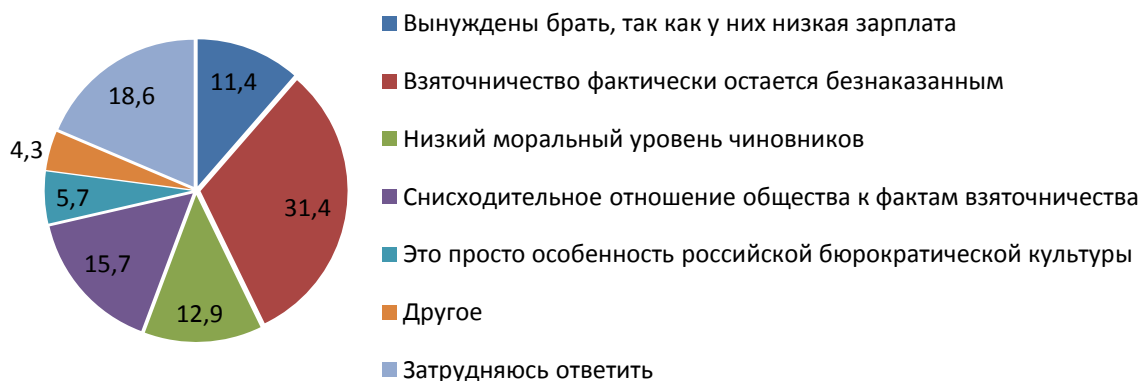 11,4
31,4
12,9
15,7
5,7
4,3
18,6
Вынуждены брать, так как у них низкая зарплата
Взяточничество фактически остается безнаказанным
Низкий моральный уровень чиновников
Снисходительное отношение общества к фактам взяточничества
Это просто особенность российской бюрократической культуры
Другое
Затрудняюсь ответить